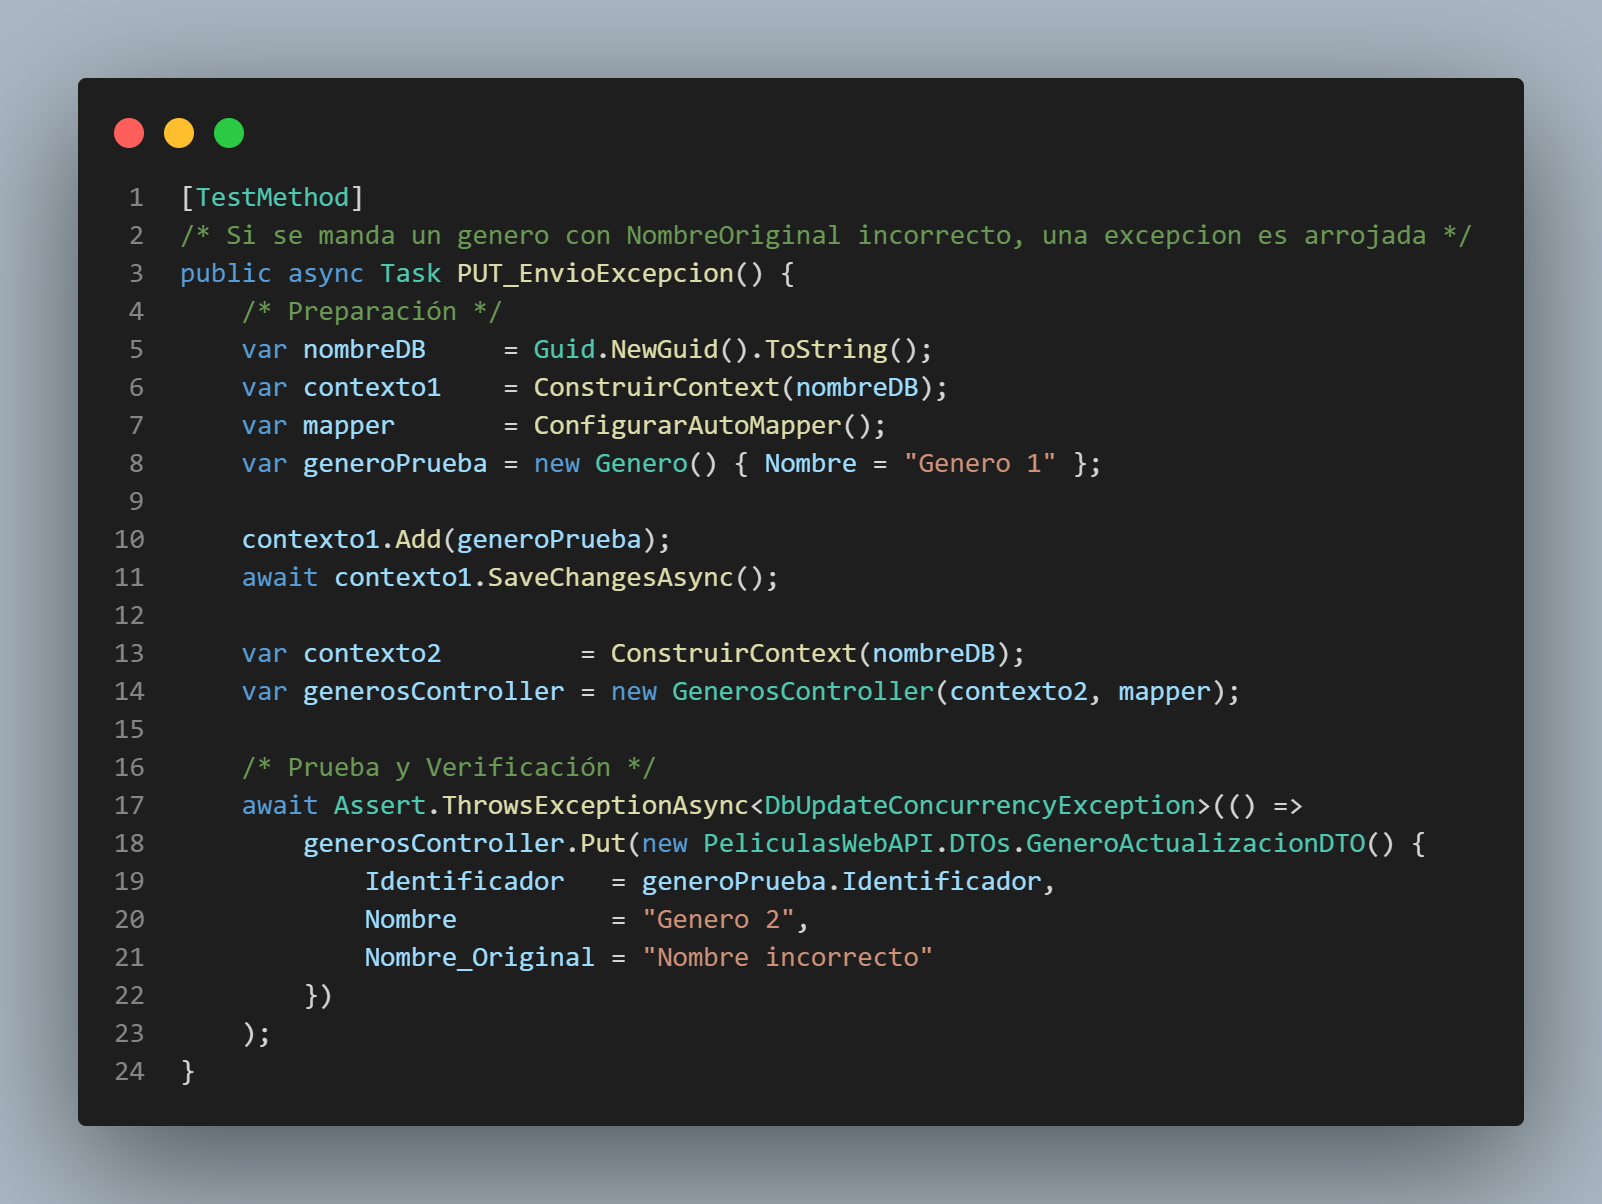 1 [TestMethod]
2 /* Si se manda un genero con NombreOriginal incorrecto, una excepcion es arrojada */
3 public async Task PUT_EnvioExcepcion() {
4     /* Preparación */
5     var nombreDB     = Guid.NewGuid().ToString();
6     var contexto1    = ConstruirContext(nombreDB);
7     var mapper       = ConfigurarAutoMapper();
8     var generoPrueba = new Genero() { Nombre = "Genero 1" };
9
10     contexto1.Add(generoPrueba);
11     await contexto1.SaveChangesAsync();
12
13     var contexto2         = ConstruirContext(nombreDB);
14     var generosController = new GenerosController(contexto2, mapper);
15
16     /* Prueba y Verificación */
17     await Assert.ThrowsExceptionAsync<DbUpdateConcurrencyException>(() =>
18         generosController.Put(new PeliculasWebAPI.DTOs.GeneroActualizacionDTO() {
19             Identificador   = generoPrueba.Identificador,
20             Nombre          = "Genero 2",
21             Nombre_Original = "Nombre incorrecto"
22         })
23     );
24 }